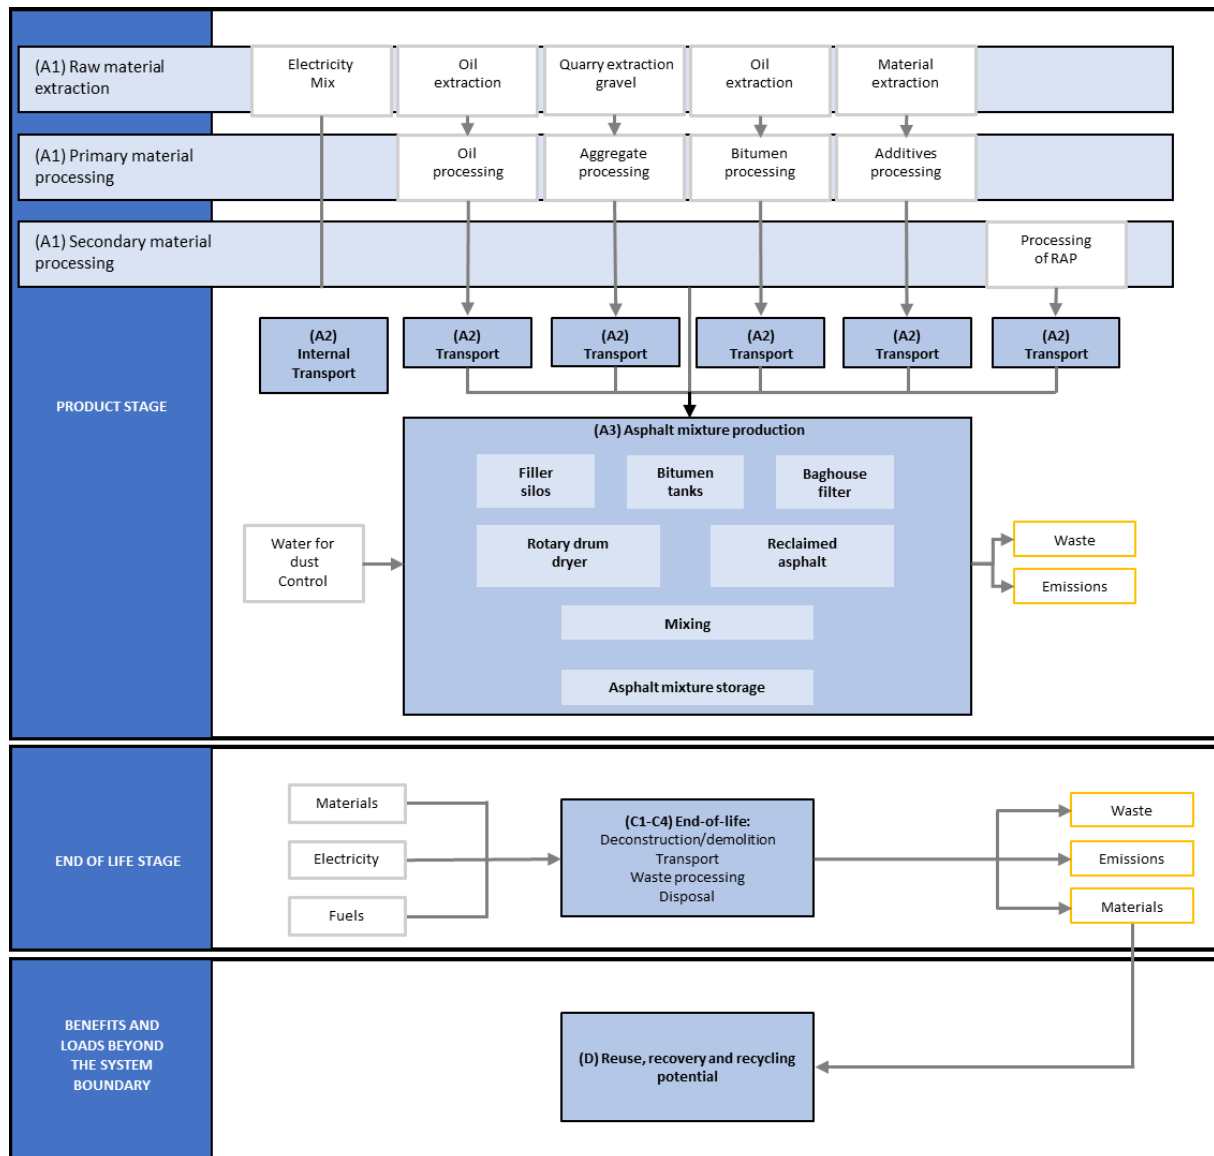 (A1) Raw material
extraction
Electricity
Mix
Oil
extraction
Quarry extraction
gravel
Oil
extraction
Material
extraction
(A1) Primary material
processing
Oil
processing
Aggregate
processing
Bitumen
processing
Additives
processing
(A1) Secondary material
processing
Processing
of RAP
(A2)
Internal
Transport
(A2)
Transport
(A2)
Transport
(A2)
Transport
(A2)
Transport
(A2)
Transport
PRODUCT STAGE
(A3) Asphalt mixture production
Filler
silos
Bitumen
tanks
Baghouse
filter
Water for
dust
Control
Rotary drum
dryer
Reclaimed
asphalt
Waste
Emissions
Mixing
Asphalt mixture storage
END OF LIFE STAGE
Materials
Electricity
Fuels
(C1-C4) End-of-life:
Deconstruction/demolition
Transport
Waste processing
Disposal
Waste
Emissions
Materials
BENEFITS AND
LOADS BEYOND
THE SYSTEM
BOUNDARY
(D) Reuse, recovery and recycling
potential